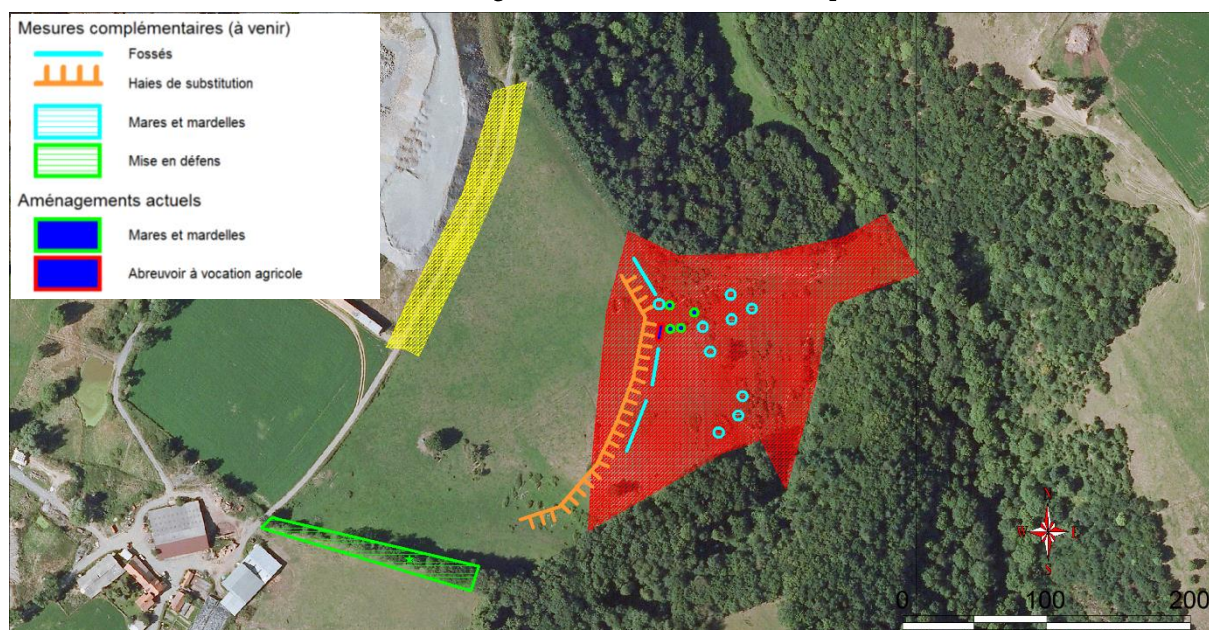 Mesures complémentaires (à venir)
Fossés
Haies de substitution
Mares et mardelles
Mise en défens
Aménagements actuels
Mares et mardelles
Abreuvoir à vocation agricole
N
S
0 100 200